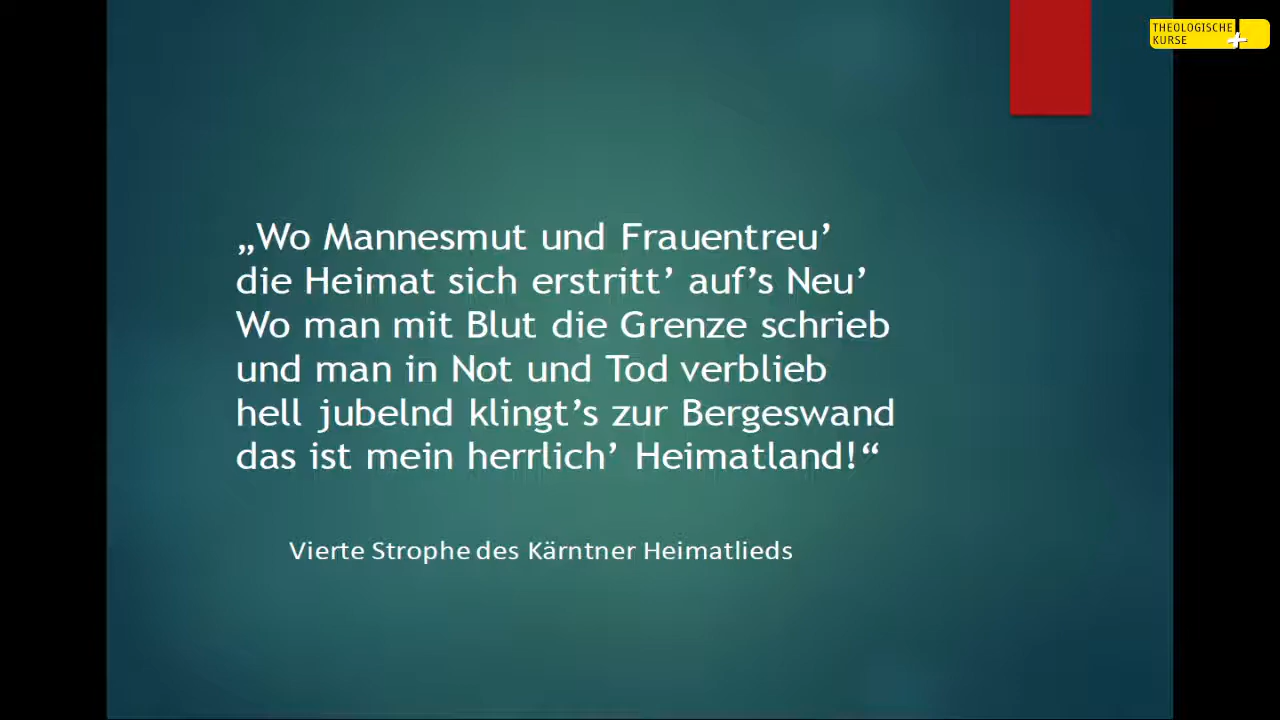 THEOLOGISCHE
KURSE
„Wo Mannesmut und Frauentreu’
die Heimat sich erstritt’ auf’s Neu’
Wo man mit Blut die Grenze schrieb
und man in Not und Tod verblieb
hell jubelnd klingt’s zur Bergeswand
das ist mein herrlich’ Heimatland!“
Vierte Strophe des Kärntner Heimatlieds